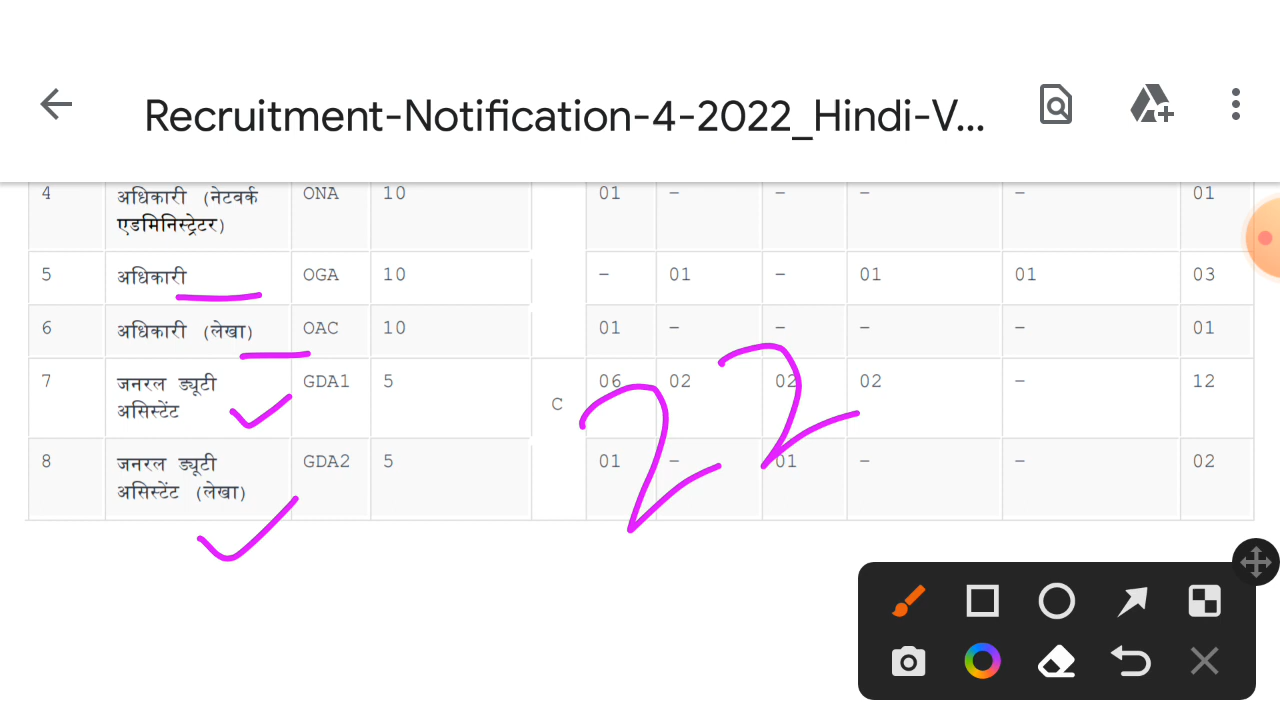 Recruitment-Notification-4-2022_Hindi-V...
4 अधिकारी (नेटवर्क ONA 10 01 – – – – 01
एडमिनिस्ट्रेटर)
5 अधिकारी OGA 10 – 01 – 01 01 03
6 अधिकारी (लेखा) OAC 10 01 – – – – 01
7 जनरल ड्यूटी GDA1 5 06 02 02 02 – 12
असिस्टेंट C
8 जनरल ड्यूटी GDA2 5 01 – 01 – – 02
असिस्टेंट (लेखा)
22